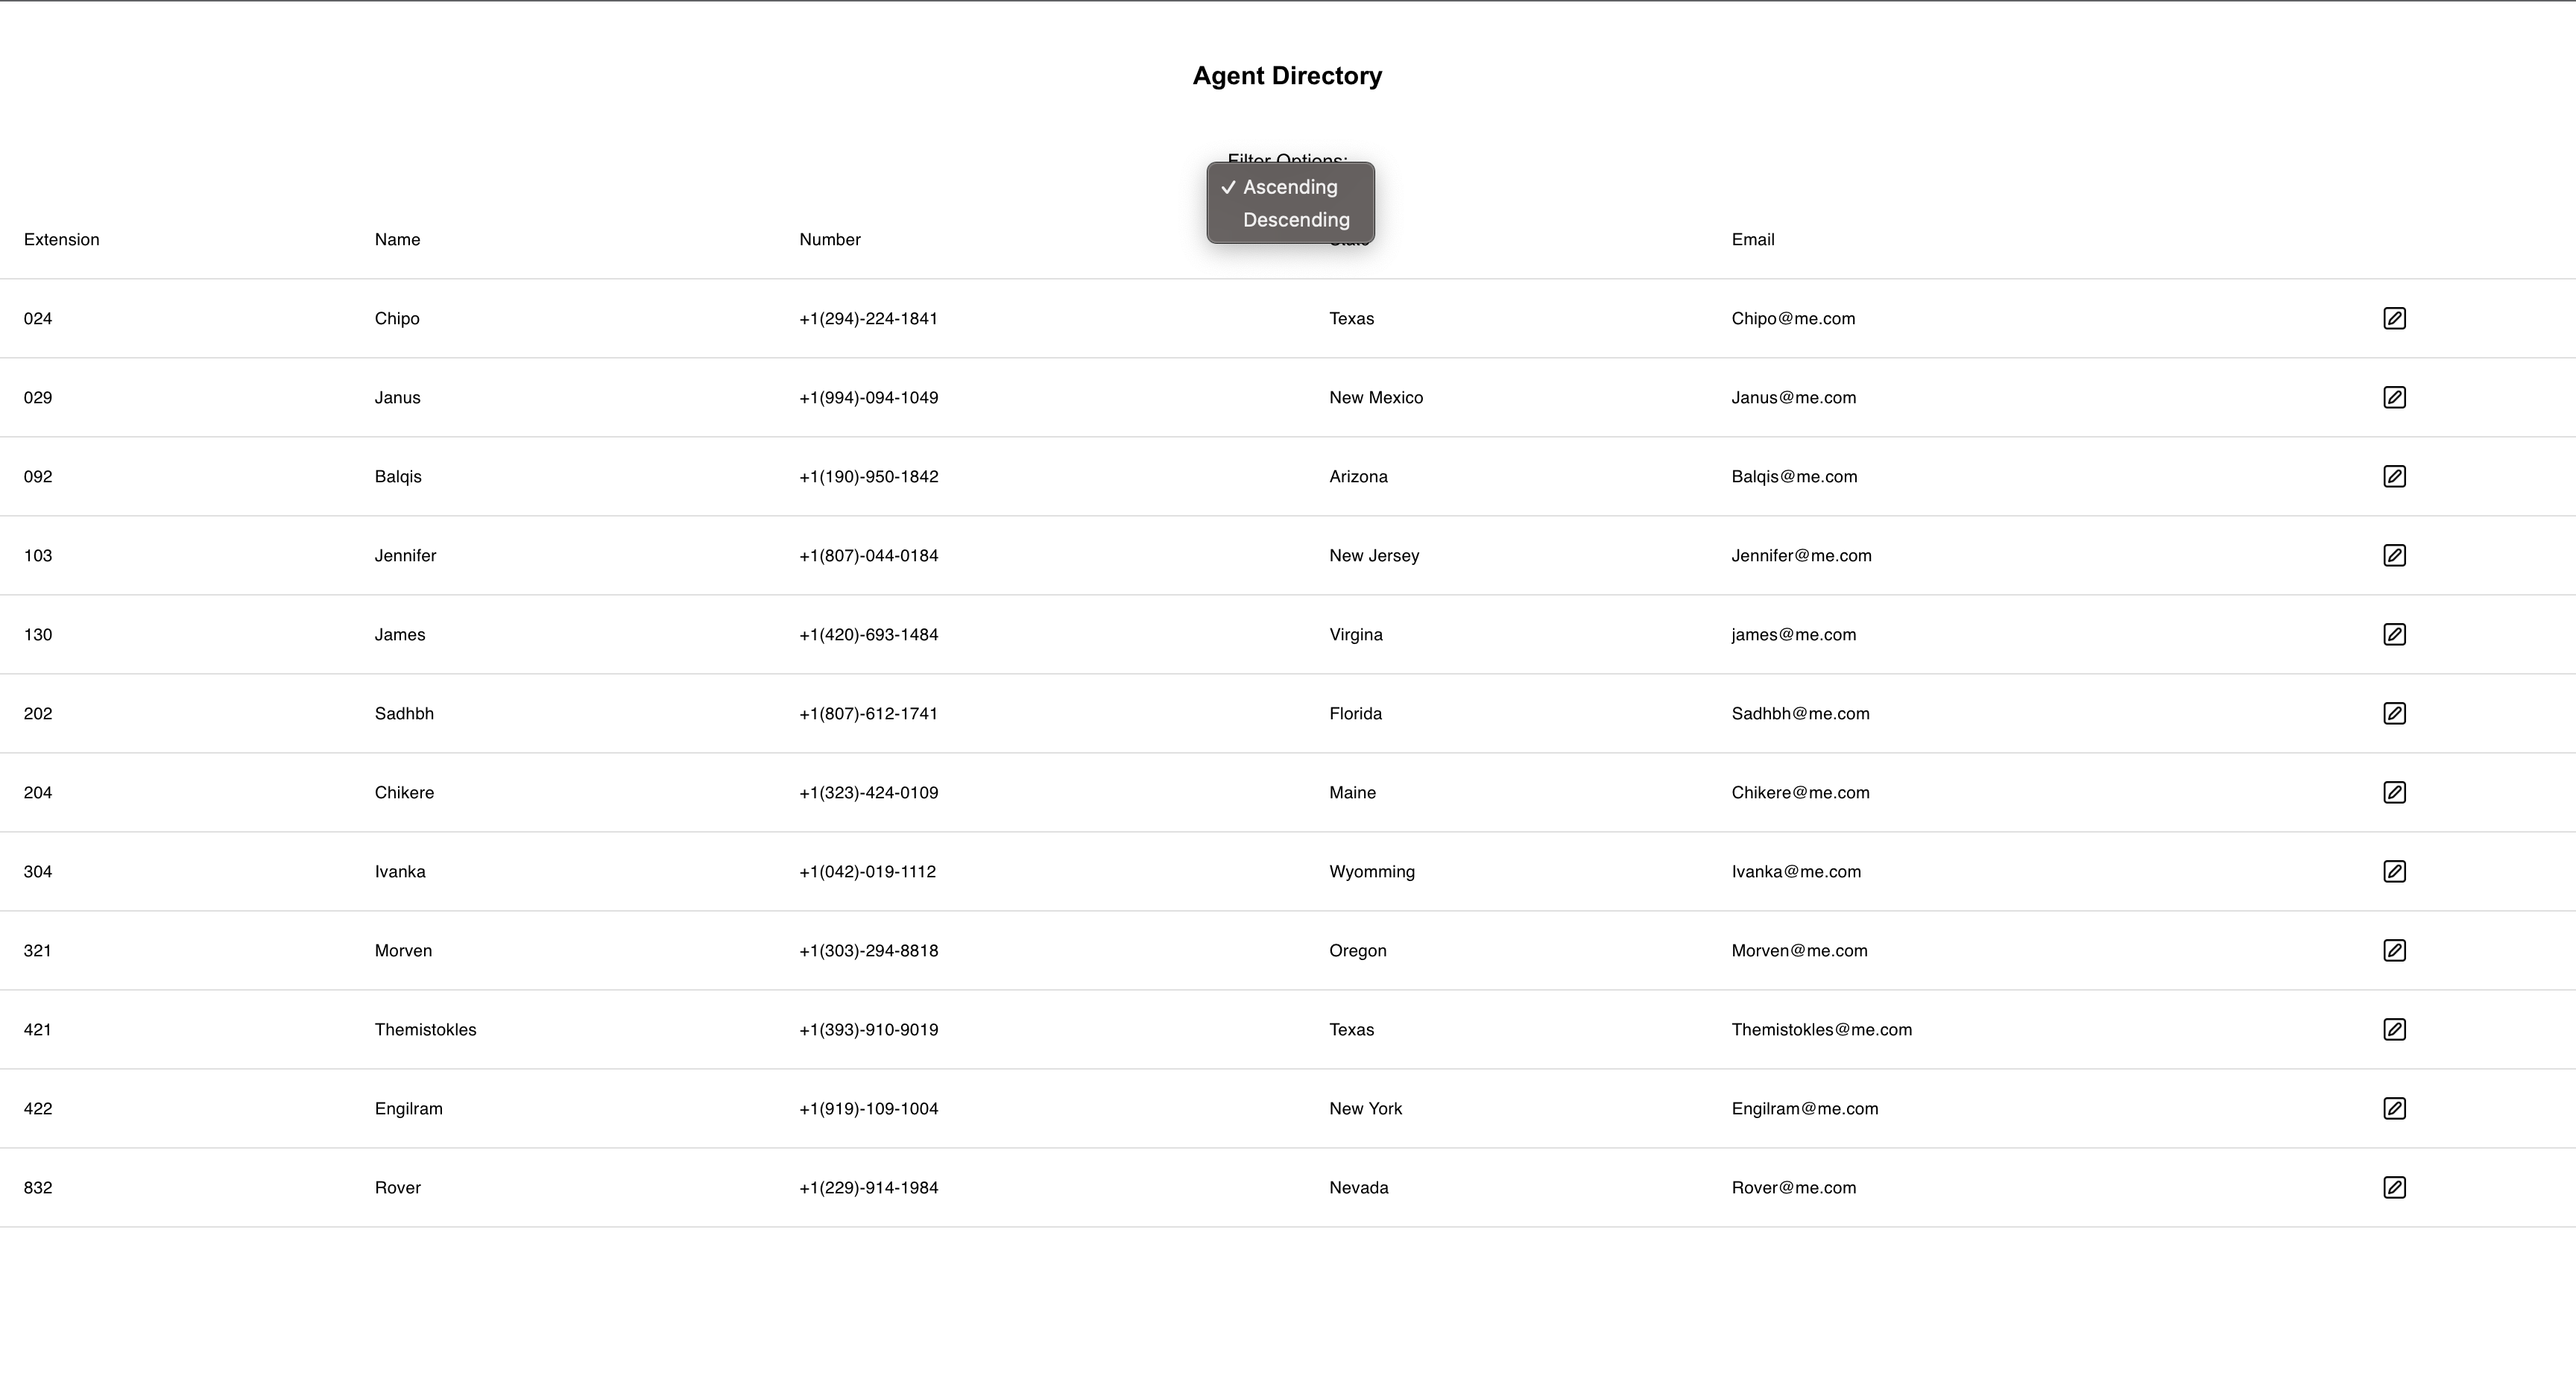 Agent Directory
Filter Options:
Ascending
Descending
Extension Name Number State Email
024 Chipo +1(294)-224-1841 Texas Chipo@me.com
029 Janus +1(994)-094-1049 New Mexico Janus@me.com
092 Balqis +1(190)-950-1842 Arizona Balqis@me.com
103 Jennifer +1(807)-044-0184 New Jersey Jennifer@me.com
130 James +1(420)-693-1484 Virgina james@me.com
202 Sadhbh +1(807)-612-1741 Florida Sadhbh@me.com
204 Chikere +1(323)-424-0109 Maine Chikere@me.com
304 Ivanka +1(042)-019-1112 Wyomming Ivanka@me.com
321 Morven +1(303)-294-8818 Oregon Morven@me.com
421 Themistokles +1(393)-910-9019 Texas Themistokles@me.com
422 Engilram +1(919)-109-1004 New York Engilram@me.com
832 Rover +1(229)-914-1984 Nevada Rover@me.com